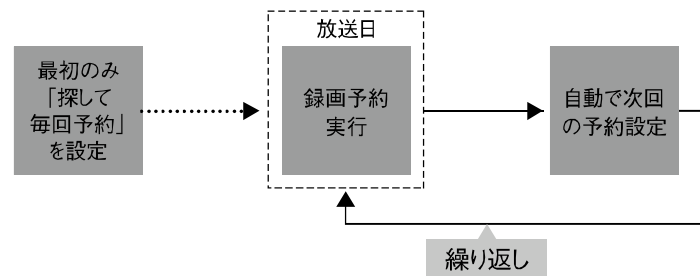 放送日
最初のみ
「探して
毎回予約」
を設定
録画予約
実行
自動で次回
の予約設定
繰り返し